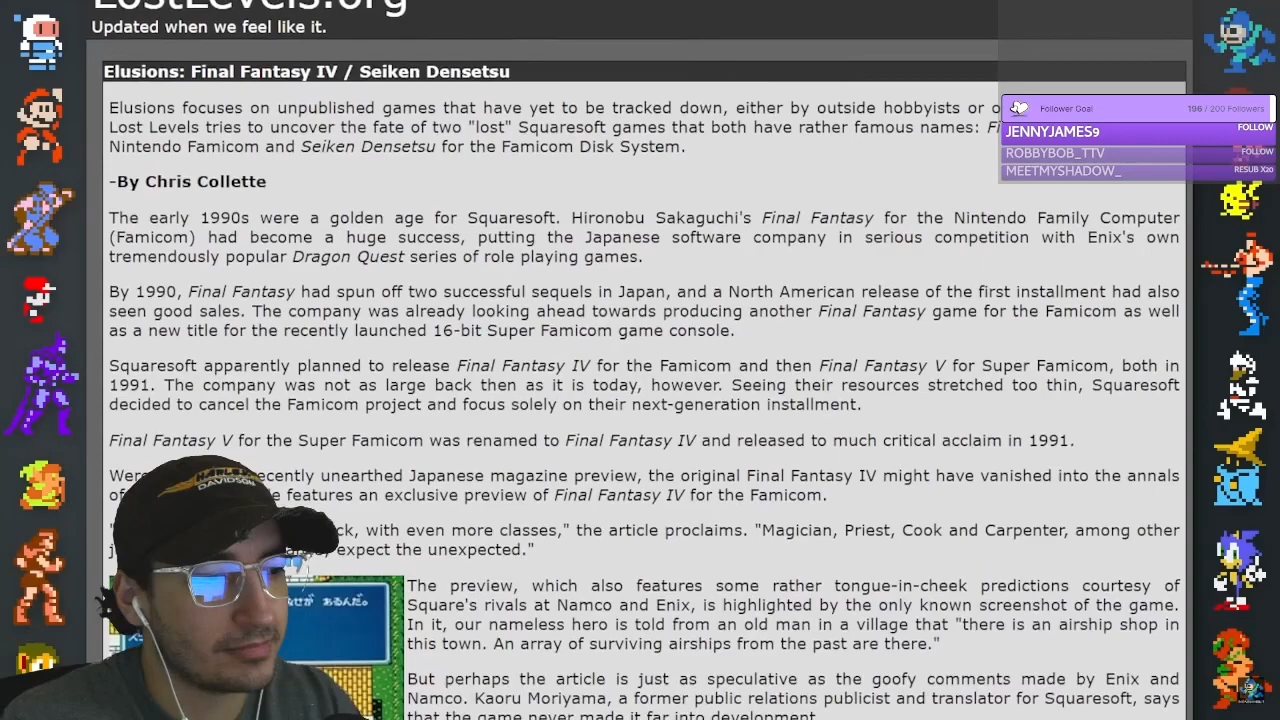 LostLevels.org
Updated when we feel like it.
Elusions: Final Fantasy IV / Seiken Densetsu
Elusions focuses on unpublished games that have yet to be tracked down, either by outside hobbyists or
Lost Levels tries to uncover the fate of two "lost" Squaresoft games that both have rather famous names:
Nintendo Famicom and Seiken Densetsu for the Famicom Disk System.
Follower Goal 196 / 200 Followers
JENNYJAMES9 FOLLOW
ROBBYBOB_TTV FOLLOW
MEETMYSHADOW_ RESUB X20
-By Chris Collette
The early 1990s were a golden age for Squaresoft. Hironobu Sakaguchi's Final Fantasy for the Nintendo Family Computer
(Famicom) had become a huge success, putting the Japanese software company in serious competition with Enix's own
tremendously popular Dragon Quest series of role playing games.
By 1990, Final Fantasy had spun off two successful sequels in Japan, and a North American release of the first installment had also
seen good sales. The company was already looking ahead towards producing another Final Fantasy game for the Famicom as well
as a new title for the recently launched 16-bit Super Famicom game console.
Squaresoft apparently planned to release Final Fantasy IV for the Famicom and then Final Fantasy V for Super Famicom, both in
1991. The company was not as large back then as it is today, however. Seeing their resources stretched too thin, Squaresoft
decided to cancel the Famicom project and focus solely on their next-generation installment.
Final Fantasy V for the Super Famicom was renamed to Final Fantasy IV and released to much critical acclaim in 1991.
Were recently unearthed Japanese magazine preview, the original Final Fantasy IV might have vanished into the annals
of features an exclusive preview of Final Fantasy IV for the Famicom.
with even more classes," the article proclaims. "Magician, Priest, Cook and Carpenter, among other
expect the unexpected."
HARLEY
DAVIDSON
あるんだ。
The preview, which also features some rather tongue-in-cheek predictions courtesy of
Square's rivals at Namco and Enix, is highlighted by the only known screenshot of the game.
In it, our nameless hero is told from an old man in a village that "there is an airship shop in
this town. An array of surviving airships from the past are there."
But perhaps the article is just as speculative as the goofy comments made by Enix and
Namco. Kaoru Moriyama, a former public relations publicist and translator for Squaresoft, says
that the game never made it far into development.